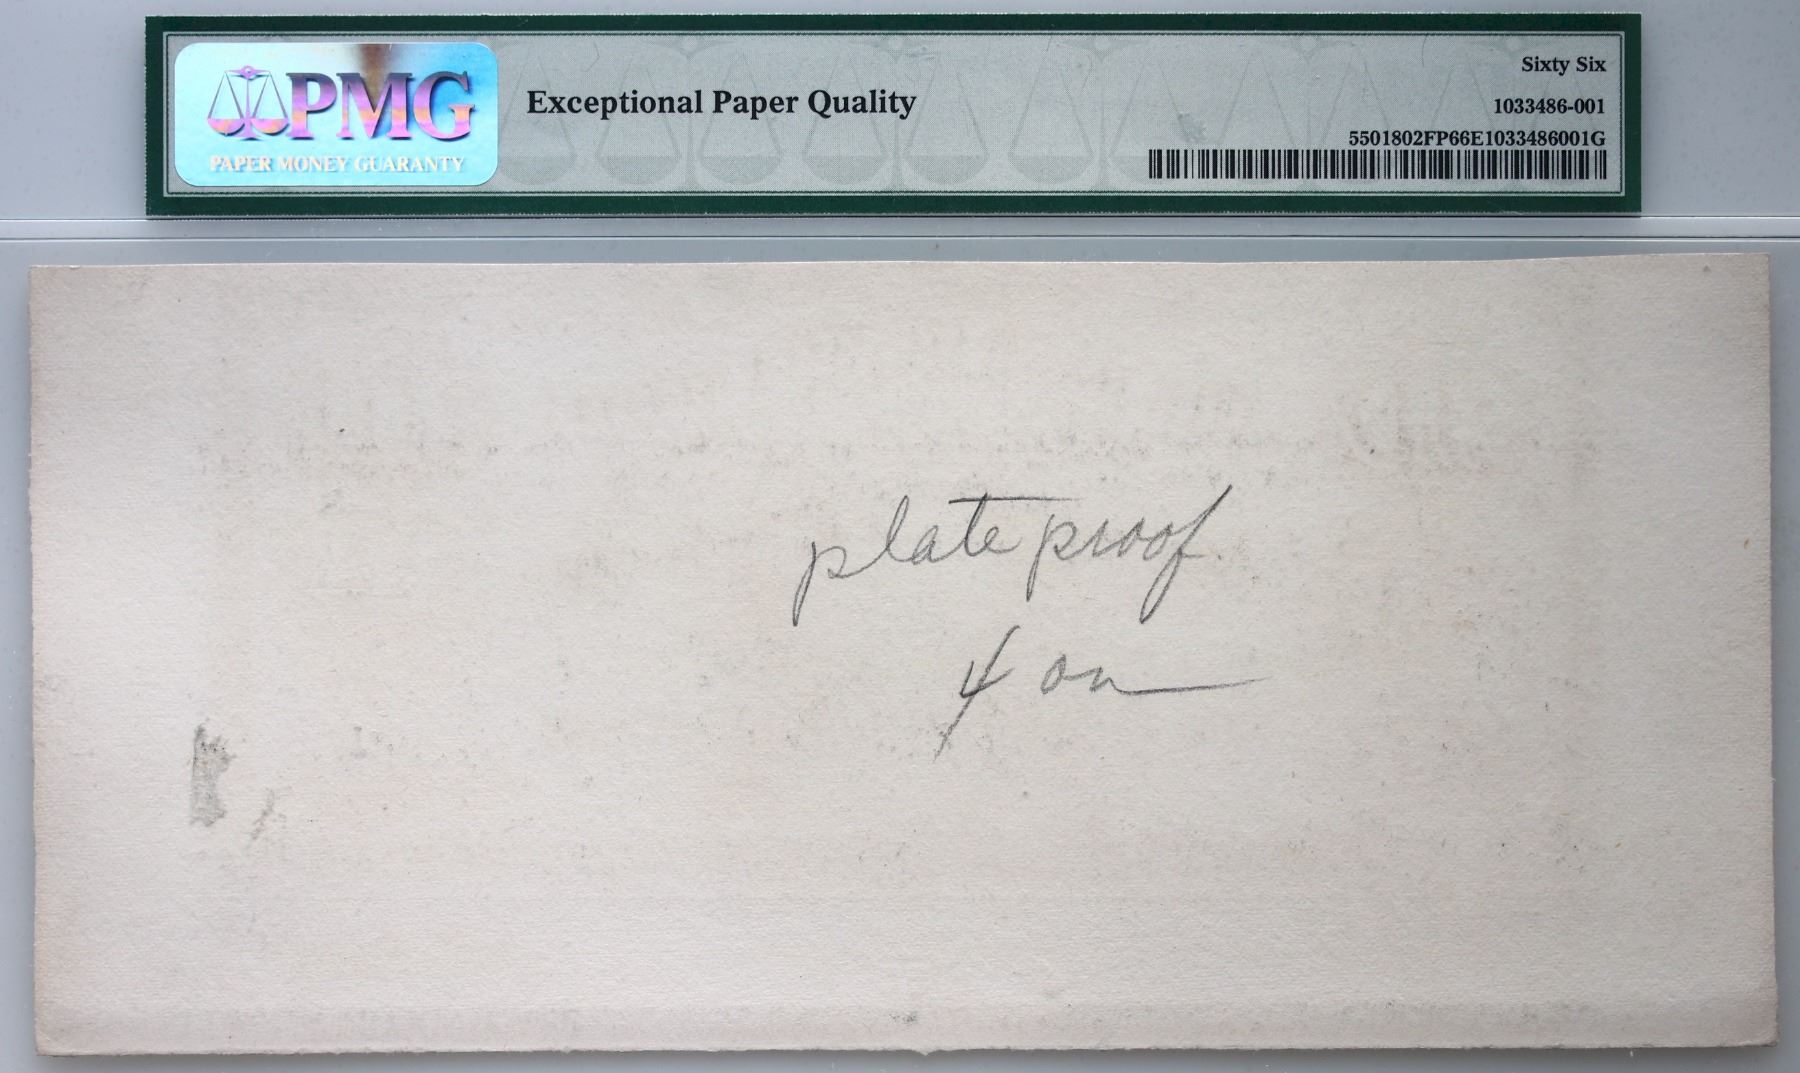 PMG
PAPER MONEY GUARANTY
Exceptional Paper Quality
Sixty Six
1033486-001
5501802FP66E1033486001G
plate proof
4 on